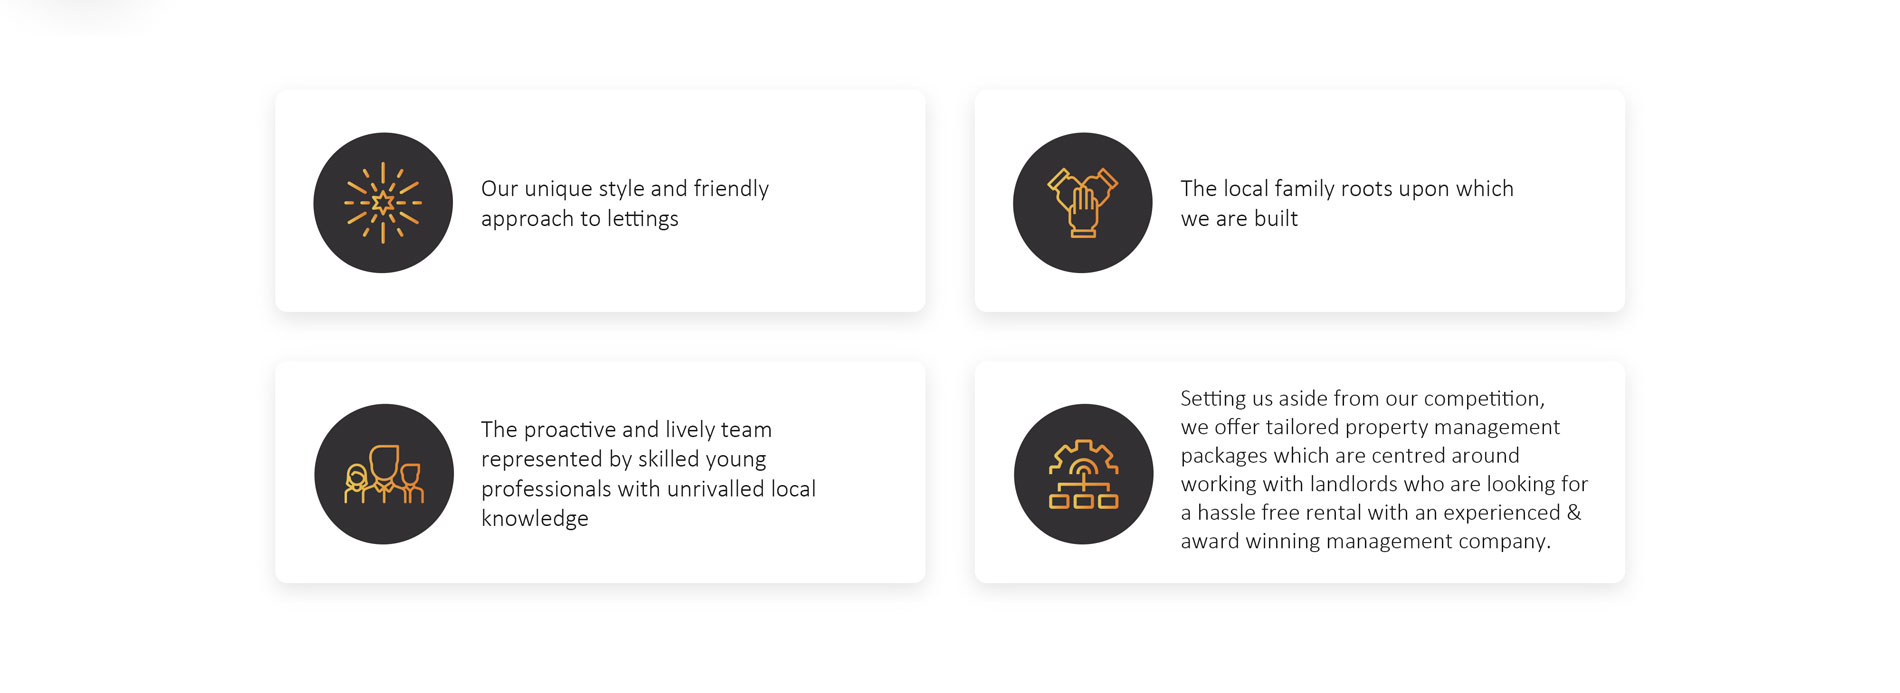 Our unique style and friendly
approach to lettings
The local family roots upon which
we are built
The proactive and lively team
represented by skilled young
professionals with unrivalled local
knowledge
Setting us aside from our competition,
we offer tailored property management
packages which are centred around
working with landlords who are looking for
a hassle free rental with an experienced &
award winning management company.